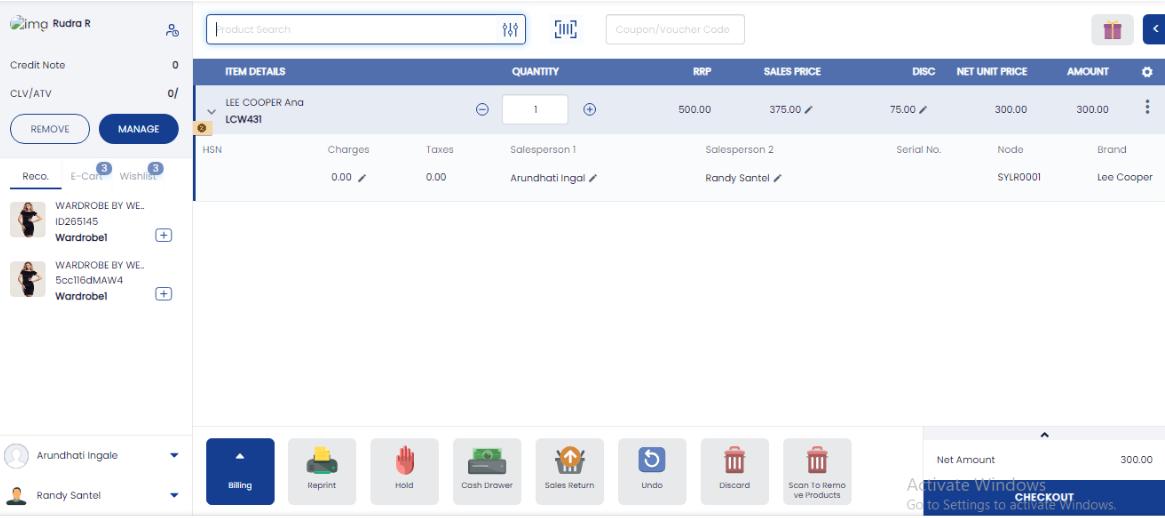 img Rudra R
Credit Note 0
CLV/ATV 0/
REMOVE MANAGE
Reco. E-Cart 3 Wishlist 3
WARDROBE BY WE..
ID265145
Wardrobe1
WARDROBE BY WE..
5cc116dMAW4
Wardrobe1
Arundhati Ingale
Randy Santel
Product Search Coupon/Voucher Code
ITEM DETAILS QUANTITY RRP SALES PRICE DISC NET UNIT PRICE AMOUNT
LEE COOPER Ana
LCW431
1 500.00 375.00 75.00 300.00 300.00
HSN Charges Taxes Salesperson 1 Salesperson 2 Serial No. Node Brand
0.00 0.00 Arundhati Ingal Randy Santel SYLR0001 Lee Cooper
Billing Reprint Hold Cash Drawer Sales Return Undo Discard Scan To Remo
ve Products
Net Amount 300.00
Activate Windows
CHECKOUT
Go to Settings to activate Windows.